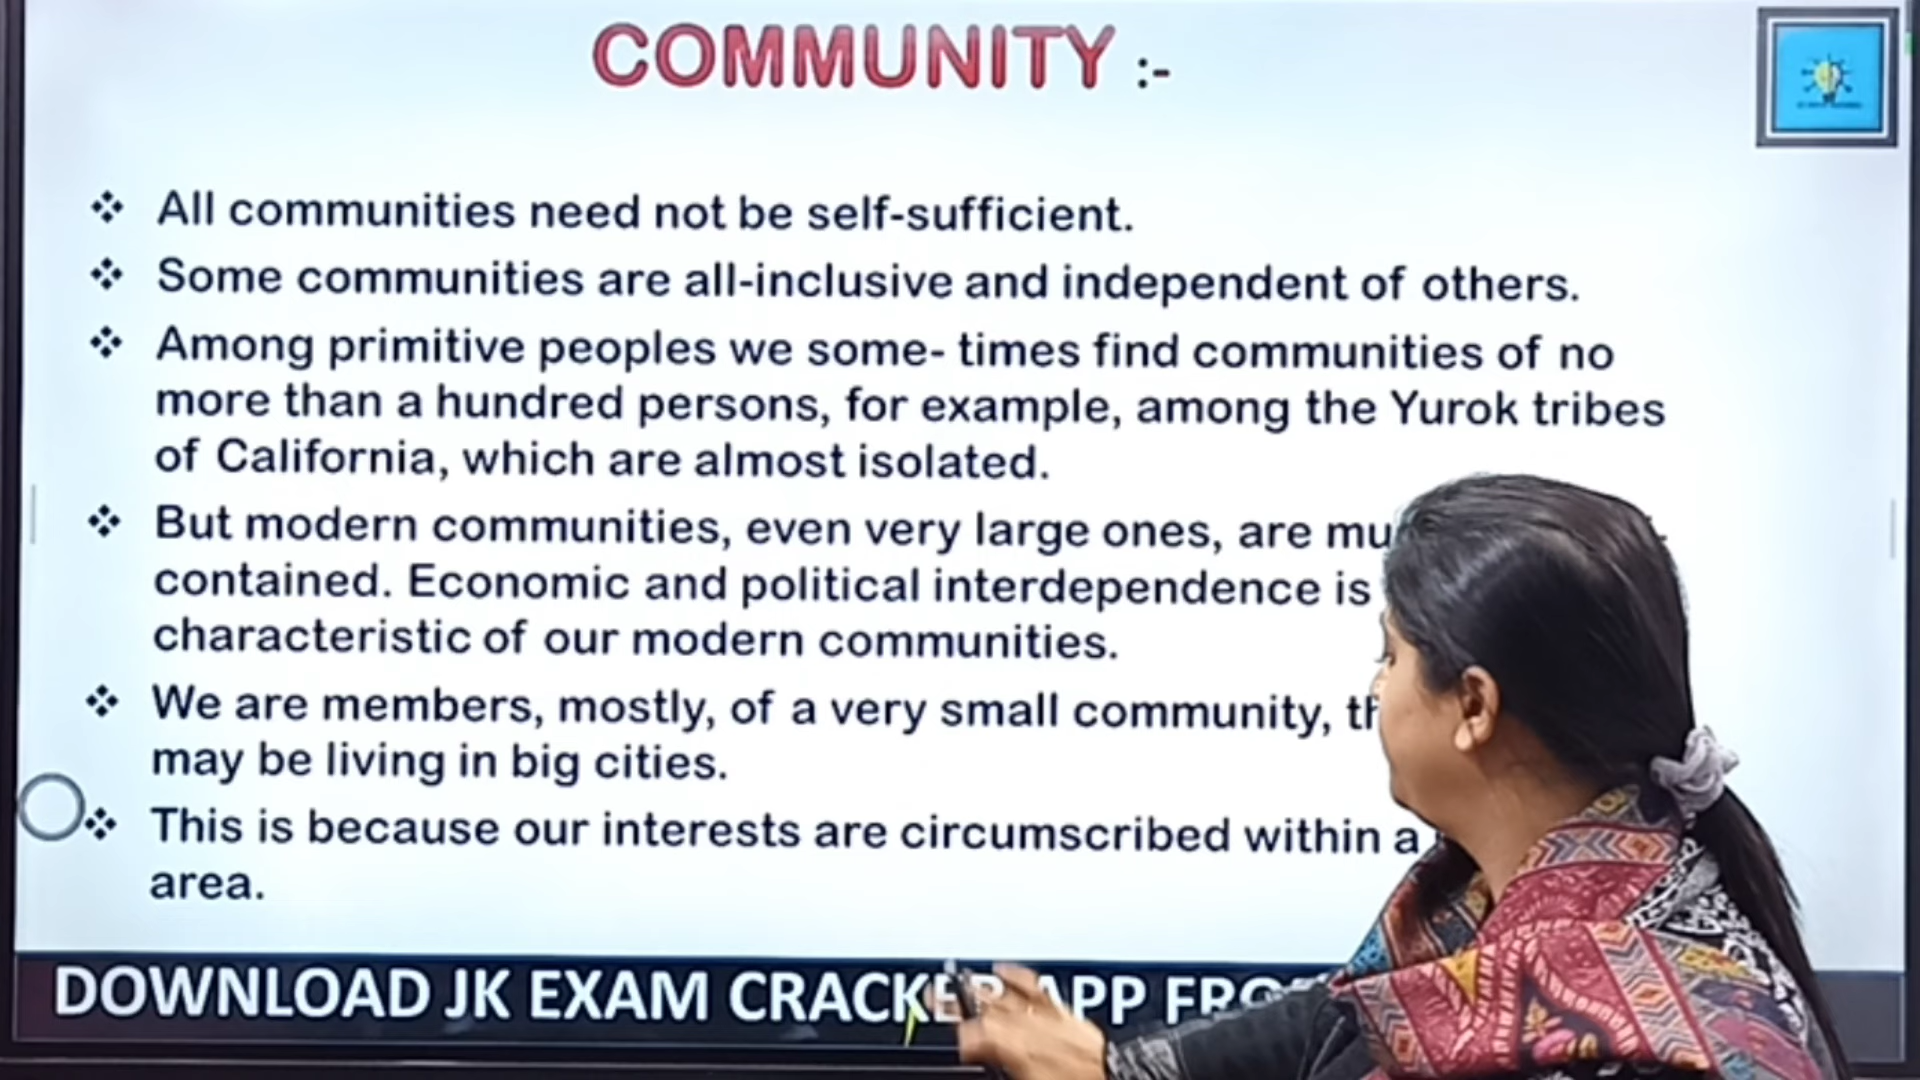 COMMUNITY :-
❖ All communities need not be self-sufficient.
❖ Some communities are all-inclusive and independent of others.
❖ Among primitive peoples we some- times find communities of no
more than a hundred persons, for example, among the Yurok tribes
of California, which are almost isolated.
❖ But modern communities, even very large ones, are
contained. Economic and political interdependence is
characteristic of our modern communities.
❖ We are members, mostly, of a very small community,
may be living in big cities.
❖ This is because our interests are circumscribed within a
area.
DOWNLOAD JK EXAM CRACKER APP